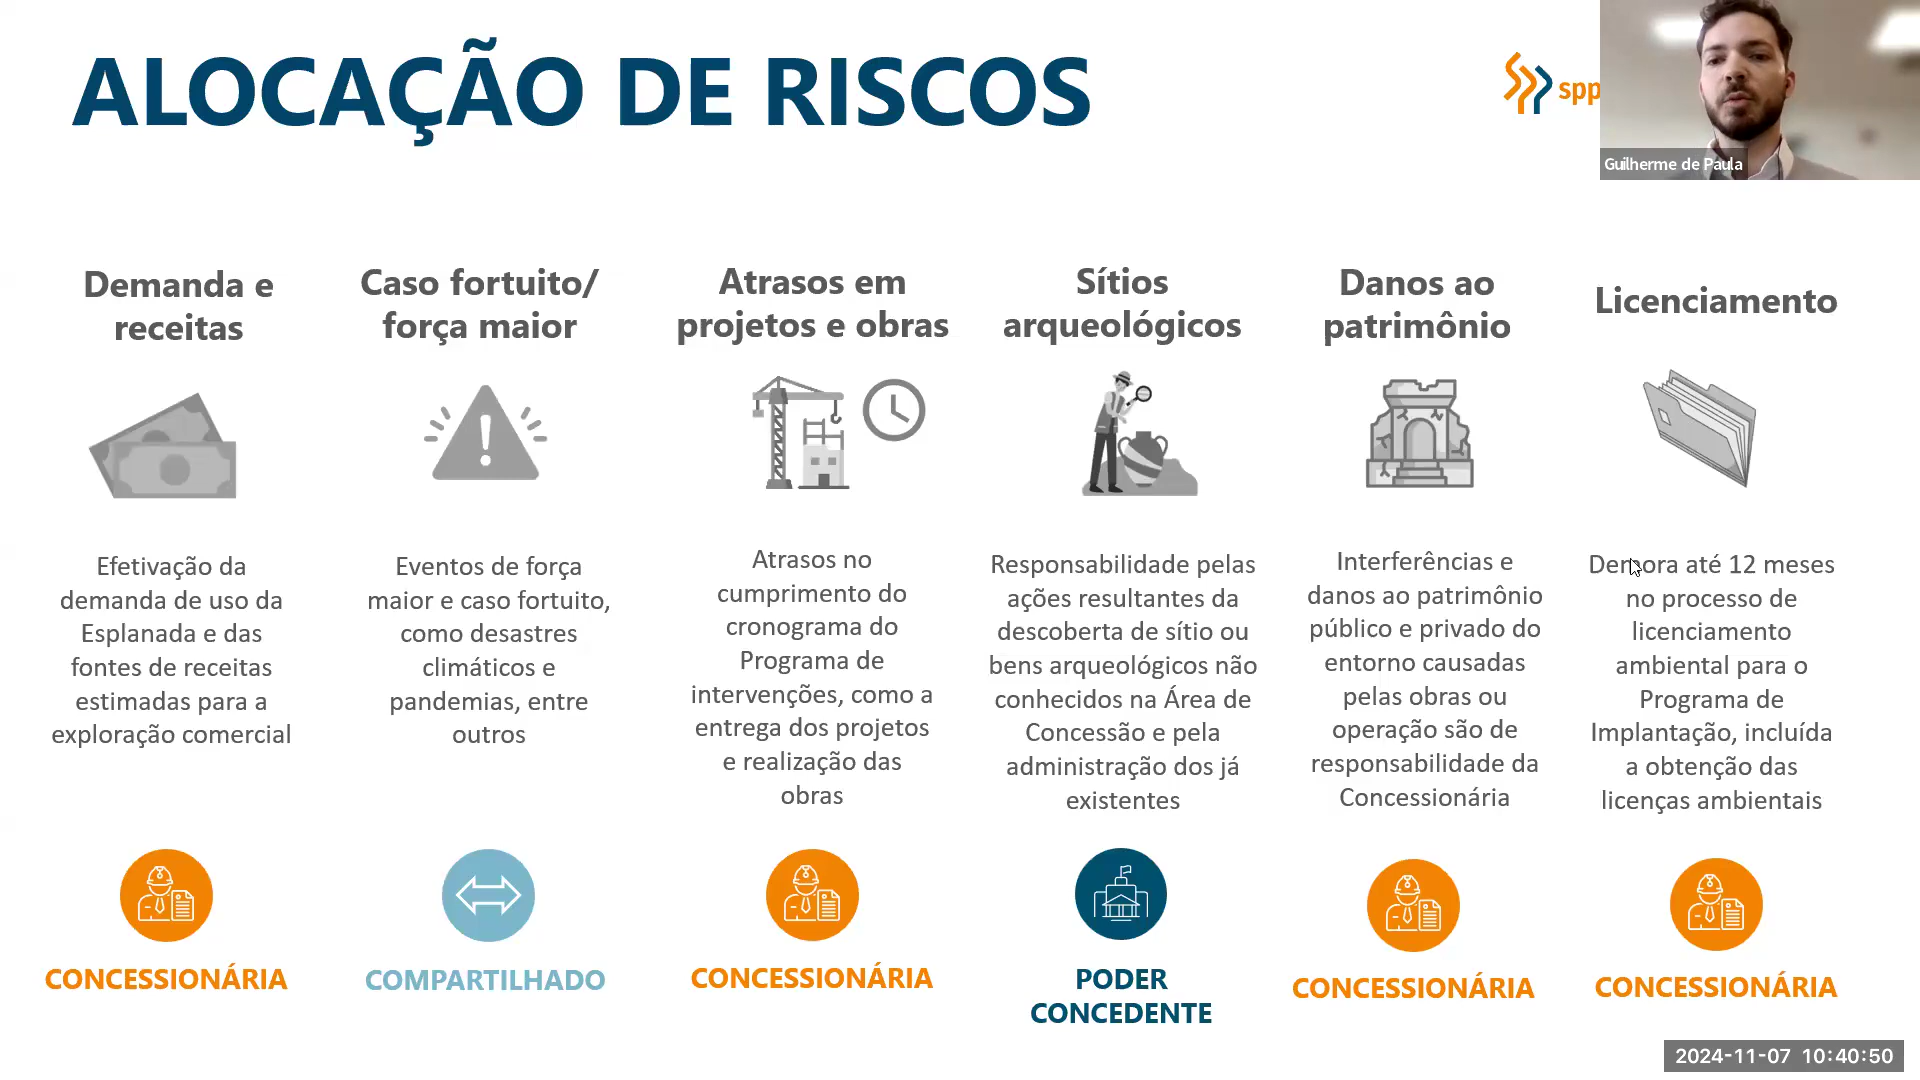 ALOCAÇÃO DE RISCOS
spp
Guilherme de Paula
Demanda e
receitas
Efetivação da
demanda de uso da
Esplanada e das
fontes de receitas
estimadas para a
exploração comercial
CONCESSIONÁRIA
Caso fortuito/
força maior
Eventos de força
maior e caso fortuito,
como desastres
climáticos e
pandemias, entre
outros
COMPARTILHADO
Atrasos em
projetos e obras
Atrasos no
cumprimento do
cronograma do
Programa de
intervenções, como a
entrega dos projetos
e realização das
obras
CONCESSIONÁRIA
Sítios
arqueológicos
Responsabilidade pelas
ações resultantes da
descoberta de sítio ou
bens arqueológicos não
conhecidos na Área de
Concessão e pela
administração dos já
existentes
PODER
CONCEDENTE
Danos ao
patrimônio
Interferências e
danos ao patrimônio
público e privado do
entorno causadas
pelas obras ou
operação são de
responsabilidade da
Concessionária
CONCESSIONÁRIA
Licenciamento
Demora até 12 meses
no processo de
licenciamento
ambiental para o
Programa de
Implantação, incluída
a obtenção das
licenças ambientais
CONCESSIONÁRIA
2024-11-07 10:40:50